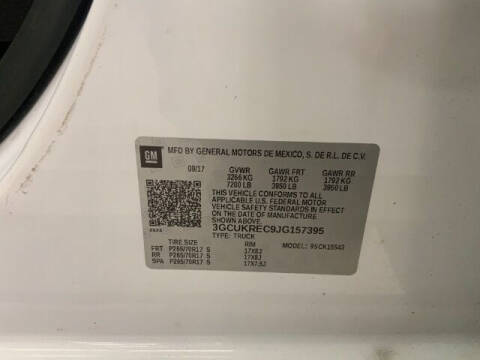 GM
MFD BY GENERAL MOTORS DE MEXICO, S. DE R.L. DE C.V.
09/17 GVWR GAWR FRT GAWR RR
3266 KG 1792 KG 1792 KG
7200 LB 3950 LB 3950 LB
THIS VEHICLE CONFORMS TO ALL
APPLICABLE U.S. FEDERAL MOTOR
VEHICLE SAFETY STANDARDS IN EFFECT
ON THE DATE OF MANUFACTURE
SHOWN ABOVE.
3GCUKREC9JG157395
TYPE: TRUCK
TIRE SIZE RIM MODEL: 95CK15543
FRT P265/70R17 S 17X8J
RR P265/70R17 S 17X8J
SPA P265/70R17 S 17X7.5J